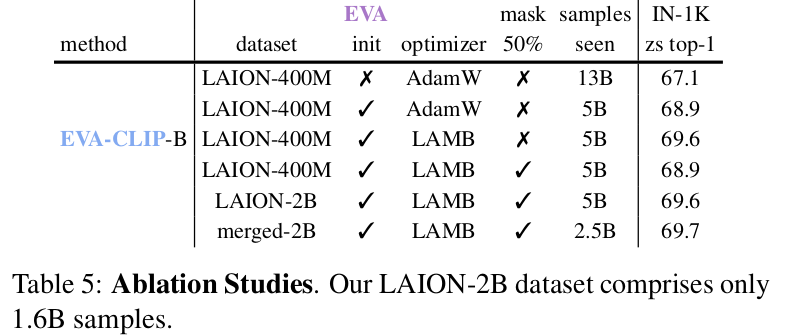 EVA mask samples IN-1K
method dataset init optimizer 50% seen zs top-1
LAION-400M ✗ AdamW ✗ 13B 67.1
LAION-400M ✓ AdamW ✗ 5B 68.9
EVA-CLIP-B LAION-400M ✓ LAMB ✗ 5B 69.6
LAION-400M ✓ LAMB ✓ 5B 68.9
LAION-2B ✓ LAMB ✓ 5B 69.6
merged-2B ✓ LAMB ✓ 2.5B 69.7
Table 5: Ablation Studies. Our LAION-2B dataset comprises only
1.6B samples.